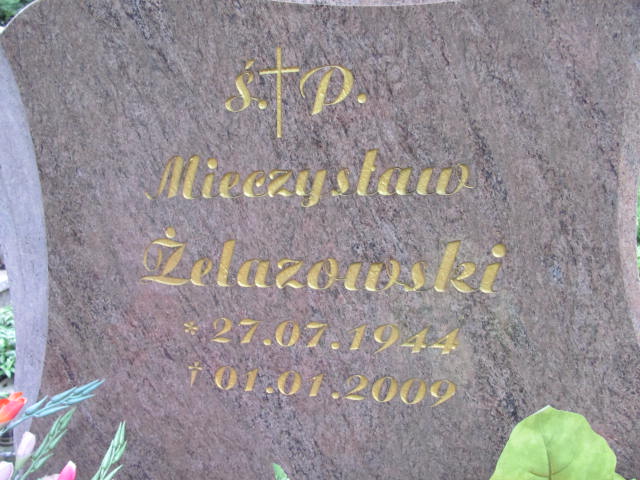 Ś.†P.
Mieczysław
Żelazowski
* 27.07.1944
† 01.01.2009